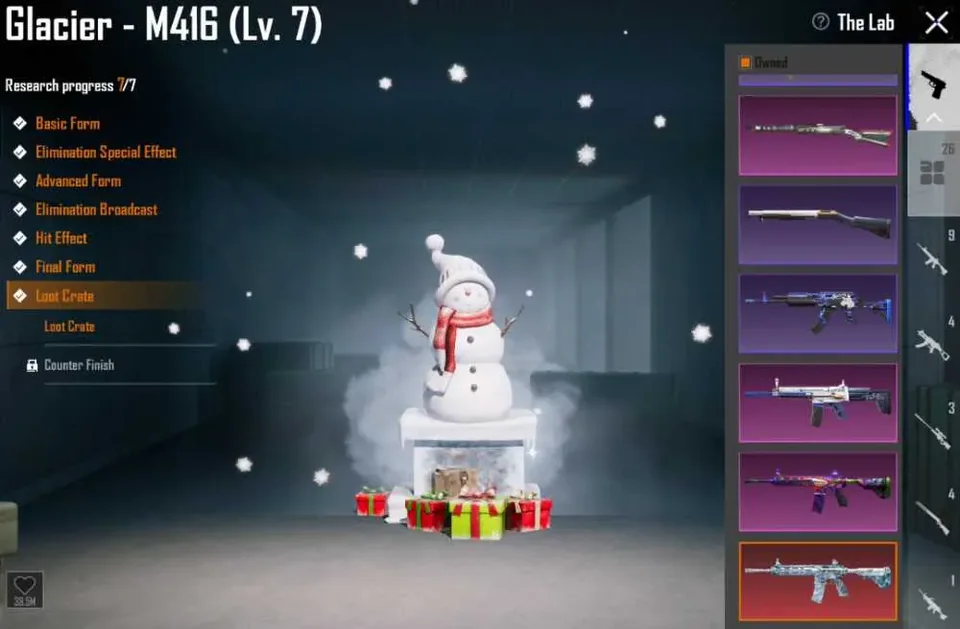 Glacier - M416 (Lv. 7)
The Lab
Research progress 7/7
Basic Form
Elimination Special Effect
Advanced Form
Elimination Broadcast
Hit Effect
Final Form
Loot Crate
Loot Crate
Counter Finish
Owned
26
9
4
3
4
1
38.5M